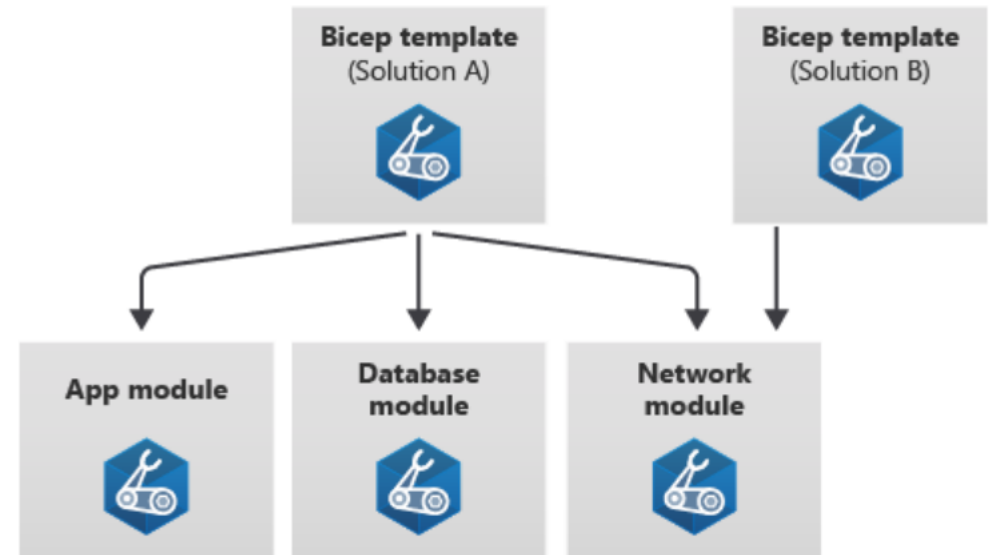 Bicep template
(Solution A)
Bicep template
(Solution B)
App module
Database
module
Network
module